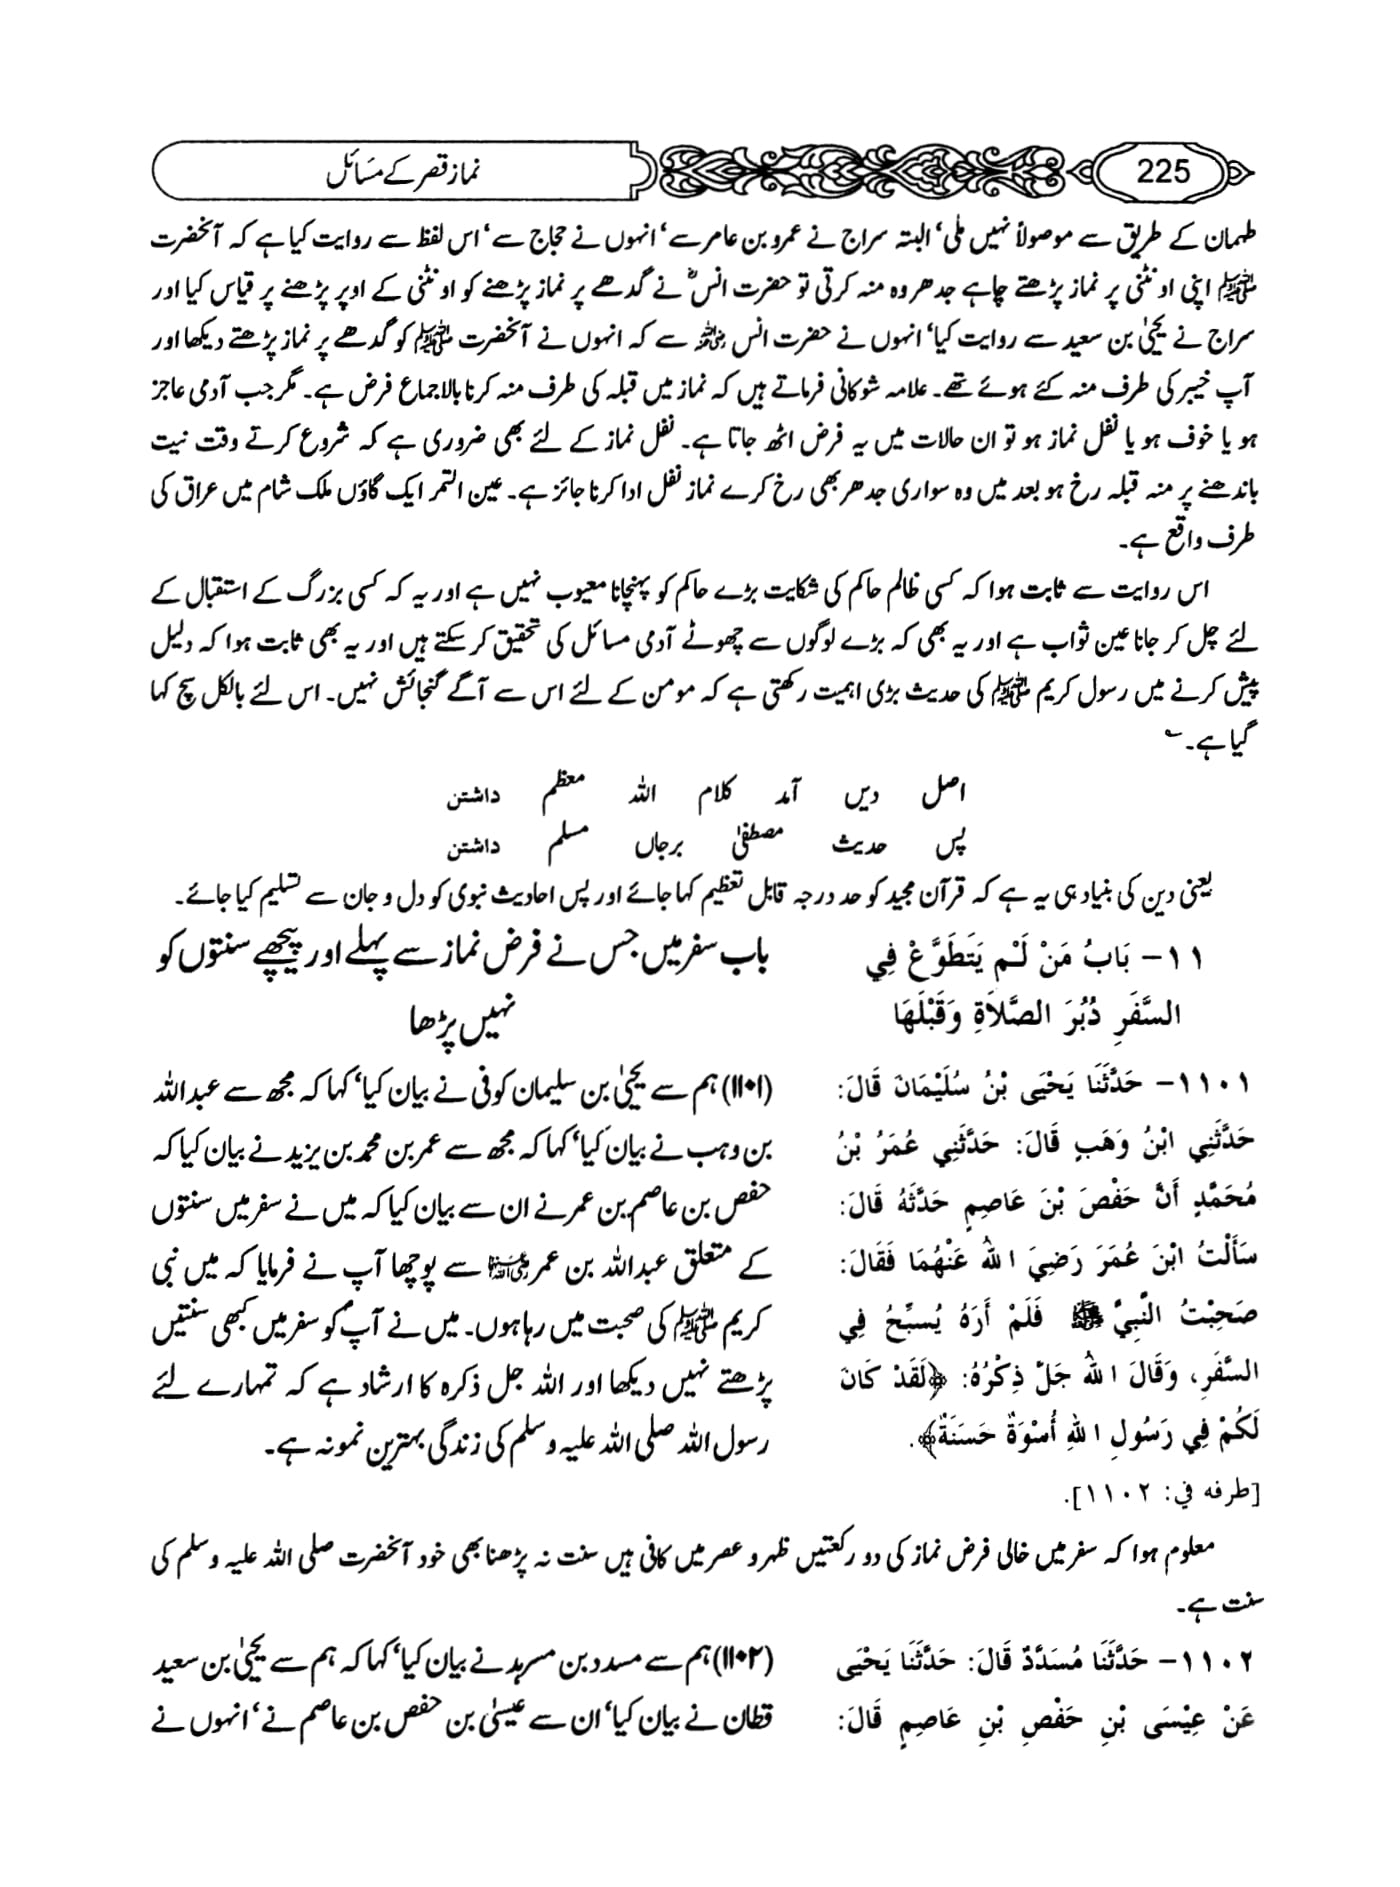 225
نماز قصر کے مسائل
طہمان کے طریق سے موصولاً نہیں ملی‘ البتہ سراج نے عمرو بن عامر سے‘ انہوں نے حجاج سے‘ اس لفظ سے روایت کیا ہے کہ آنحضرت
ﷺ اپنی اونٹنی پر نماز پڑھتے چاہے جدھر وہ منہ کرتی تو حضرت انسؓ نے گدھے پر نماز پڑھنے کو اونٹنی کے اوپر پڑھنے پر قیاس کیا اور
سراج نے یحییٰ بن سعید سے روایت کیا‘ انہوں نے حضرت انس رضی اللہ عنہ سے کہ انہوں نے آنحضرت ﷺ کو گدھے پر نماز پڑھتے دیکھا اور
آپ خیبر کی طرف منہ کئے ہوئے تھے۔ علامہ شوکانی فرماتے ہیں کہ نماز میں قبلہ کی طرف منہ کرنا بالاجماع فرض ہے۔ مگر جب آدمی عاجز
ہو یا خوف ہو یا نفل نماز ہو تو ان حالات میں یہ فرض اٹھ جاتا ہے۔ نفل نماز کے لئے بھی ضروری ہے کہ شروع کرتے وقت نیت
باندھنے پر منہ قبلہ رخ ہو بعد میں وہ سواری جدھر بھی رخ کرے نماز نفل ادا کرنا جائز ہے۔ عین التمر ایک گاؤں ملک شام میں عراق کی
طرف واقع ہے۔
اس روایت سے ثابت ہوا کہ کسی ظالم حاکم کی شکایت بڑے حاکم کو پہنچانا معیوب نہیں ہے اور یہ کہ کسی بزرگ کے استقبال کے
لئے چل کر جانا عین ثواب ہے اور یہ بھی کہ بڑے لوگوں سے چھوٹے آدمی مسائل کی تحقیق کر سکتے ہیں اور یہ بھی ثابت ہوا کہ دلیل
پیش کرنے میں رسول کریم ﷺ کی حدیث بڑی اہمیت رکھتی ہے کہ مومن کے لئے اس سے آگے گنجائش نہیں۔ اس لئے بالکل سچ کہا
گیا ہے۔ ؂
اصل دیں آمد کلام اللہ معظم داشتن
پس حدیث مصطفیٰ برجاں مسلم داشتن
یعنی دین کی بنیاد ہی یہ ہے کہ قرآن مجید کو حد درجہ قابل تعظیم کہا جائے اور پس احادیث نبوی کو دل و جان سے تسلیم کیا جائے۔
١١- بَابُ مَنْ لَمْ يَتَطَوَّعْ فِي
السَّفَرِ دُبُرَ الصَّلاَةِ وَقَبْلَهَا
باب سفر میں جس نے فرض نماز سے پہلے اور پیچھے سنتوں کو
نہیں پڑھا
١١٠١- حَدَّثَنَا يَحْيَى بْنُ سُلَيْمَانَ قَالَ:
حَدَّثَنِي ابْنُ وَهَبٍ قَالَ: حَدَّثَنِي عُمَرُ بْنُ
مُحَمَّدٍ أَنَّ حَفْصَ بْنَ عَاصِمٍ حَدَّثَهُ قَالَ:
سَأَلْتُ ابْنَ عُمَرَ رَضِيَ اللهُ عَنْهُمَا فَقَالَ:
صَحِبْتُ النَّبِيَّ ﷺ فَلَمْ أَرَهُ يُسَبِّحُ فِي
السَّفَرِ، وَقَالَ اللهُ جَلَّ ذِكْرُهُ: ﴿لَقَدْ كَانَ
لَكُمْ فِي رَسُولِ اللهِ أُسْوَةٌ حَسَنَةٌ﴾.
[طرفه في: ١١٠٢].
(۱۱۰۱) ہم سے یحییٰ بن سلیمان کوفی نے بیان کیا‘ کہا کہ مجھ سے عبداللہ
بن وہب نے بیان کیا‘ کہا کہ مجھ سے عمر بن محمد بن یزید نے بیان کیا کہ
حفص بن عاصم بن عمر نے ان سے بیان کیا کہ میں نے سفر میں سنتوں
کے متعلق عبداللہ بن عمر رضی اللہ عنہما سے پوچھا آپ نے فرمایا کہ میں نبی
کریم ﷺ کی صحبت میں رہا ہوں۔ میں نے آپؐ کو سفر میں کبھی سنتیں
پڑھتے نہیں دیکھا اور اللہ جل ذکرہ کا ارشاد ہے کہ تمہارے لئے
رسول اللہ صلی اللہ علیہ وسلم کی زندگی بہترین نمونہ ہے۔
معلوم ہوا کہ سفر میں خالی فرض نماز کی دو رکعتیں ظہر و عصر میں کافی ہیں سنت نہ پڑھنا بھی خود آنحضرت صلی اللہ علیہ وسلم کی
سنت ہے۔
١١٠٢- حَدَّثَنَا مُسَدَّدٌ قَالَ: حَدَّثَنَا يَحْيَى
عَنْ عِيْسَى بْنِ حَفْصِ بْنِ عَاصِمٍ قَالَ:
(۱۱۰۲) ہم سے مسدد بن مسرہد نے بیان کیا‘ کہا کہ ہم سے یحییٰ بن سعید
قطان نے بیان کیا‘ ان سے عیسیٰ بن حفص بن عاصم نے‘ انہوں نے